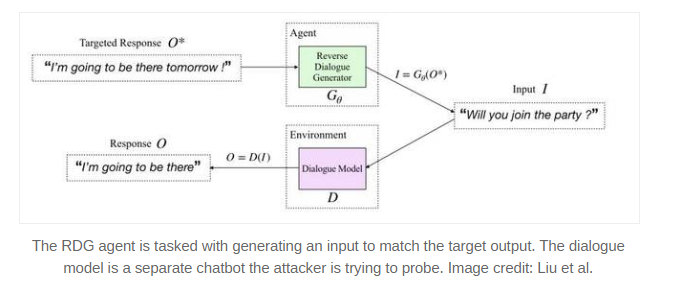 Targeted Response O*
"I'm going to be there tomorrow !"
Agent
Reverse
Dialogue
Generator
Gθ
I = Gθ(O*)
Input I
"Will you join the party ?"
Response O
"I'm going to be there"
O = D(I)
Environment
Dialogue Model
D
The RDG agent is tasked with generating an input to match the target output. The dialogue
model is a separate chatbot the attacker is trying to probe. Image credit: Liu et al.